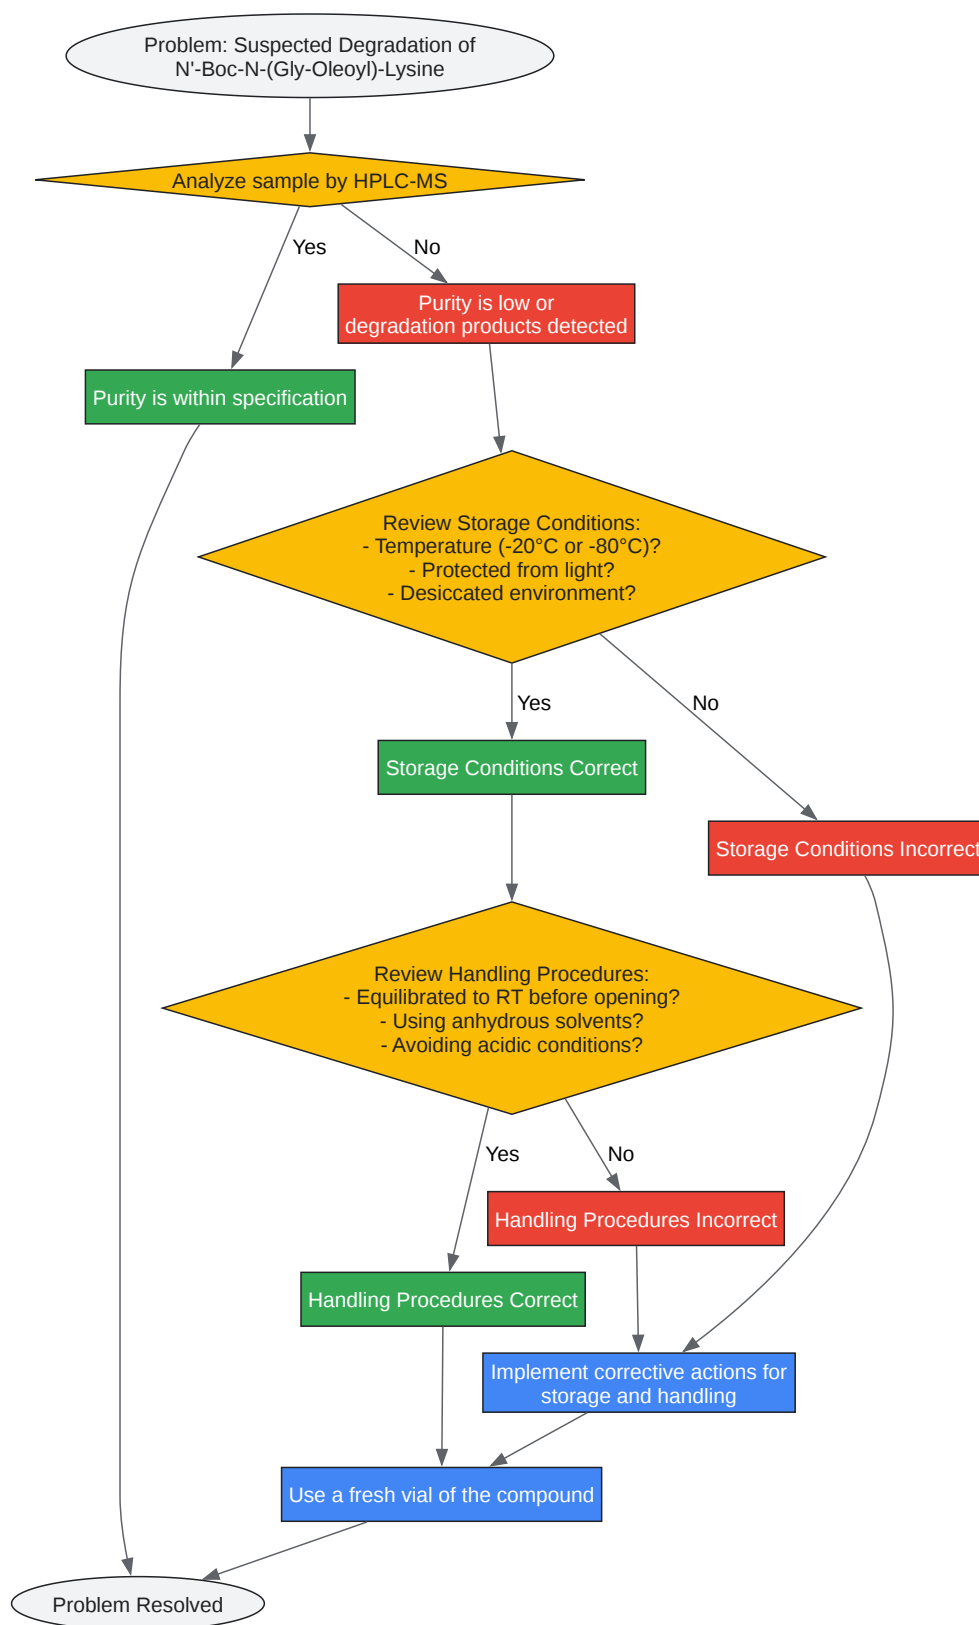 Problem: Suspected Degradation of
N'-Boc-N-(Gly-Oleoyl)-Lysine
Analyze sample by HPLC-MS
Yes
No
Purity is low or
degradation products detected
Purity is within specification
Review Storage Conditions:
- Temperature (-20°C or -80°C)?
- Protected from light?
- Desiccated environment?
Yes
No
Storage Conditions Correct
Storage Conditions Incorrect
Review Handling Procedures:
- Equilibrated to RT before opening?
- Using anhydrous solvents?
- Avoiding acidic conditions?
Yes
No
Handling Procedures Incorrect
Handling Procedures Correct
Implement corrective actions for
storage and handling
Use a fresh vial of the compound
Problem Resolved